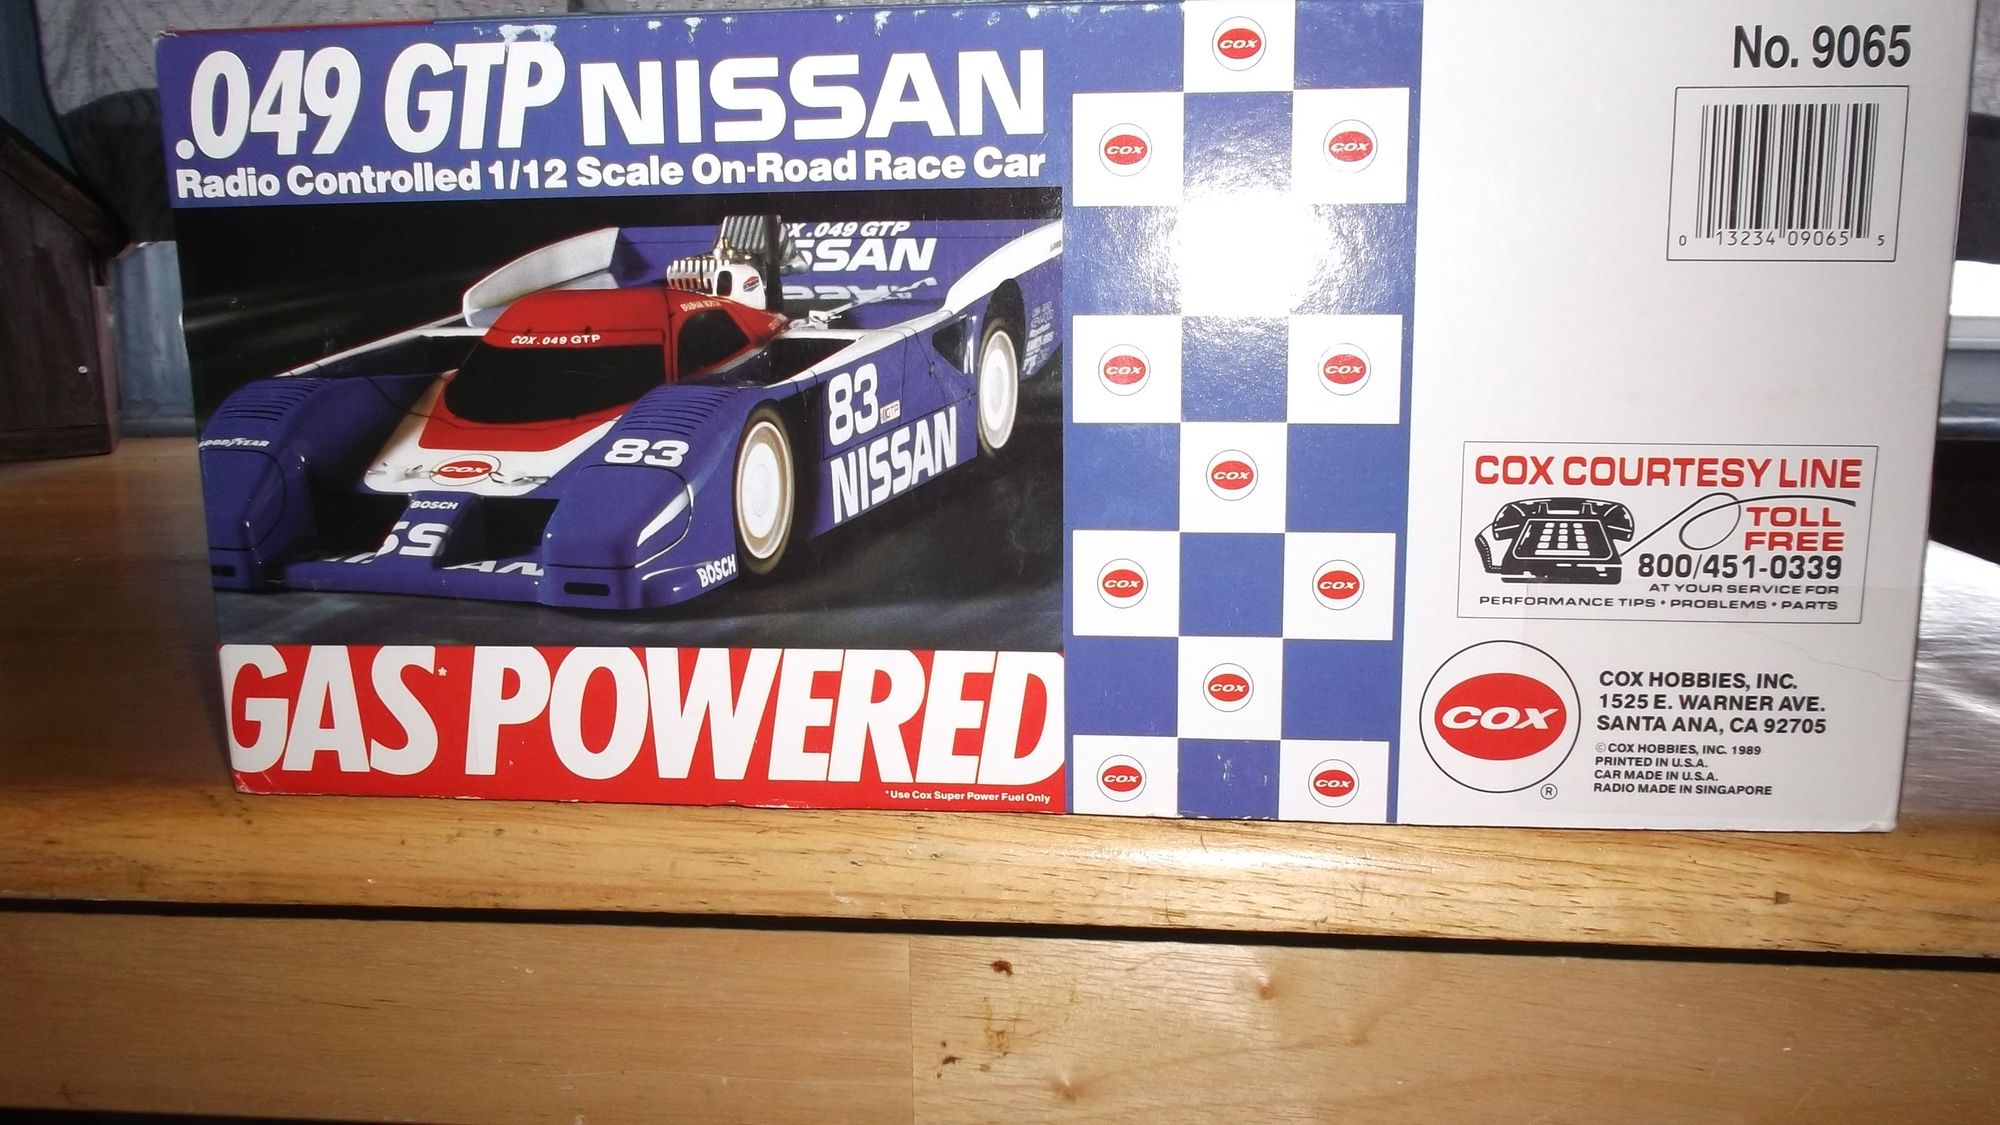 .049 GTP NISSAN
Radio Controlled 1/12 Scale On-Road Race Car
X .049 GTP
SSAN
COX .049 GTP
83
GTP
NISSAN
GOODYEAR
83
COX
BOSCH
BOSCH
GAS* POWERED
*Use Cox Super Power Fuel Only
COX
COX
COX
COX
COX
COX
COX
COX
COX
COX
COX
No. 9065
0 13234 09065 5
COX COURTESY LINE
TOLL
FREE
800/451-0339
AT YOUR SERVICE FOR
PERFORMANCE TIPS • PROBLEMS • PARTS
COX
®
COX HOBBIES, INC.
1525 E. WARNER AVE.
SANTA ANA, CA 92705
© COX HOBBIES, INC. 1989
PRINTED IN U.S.A.
CAR MADE IN U.S.A.
RADIO MADE IN SINGAPORE